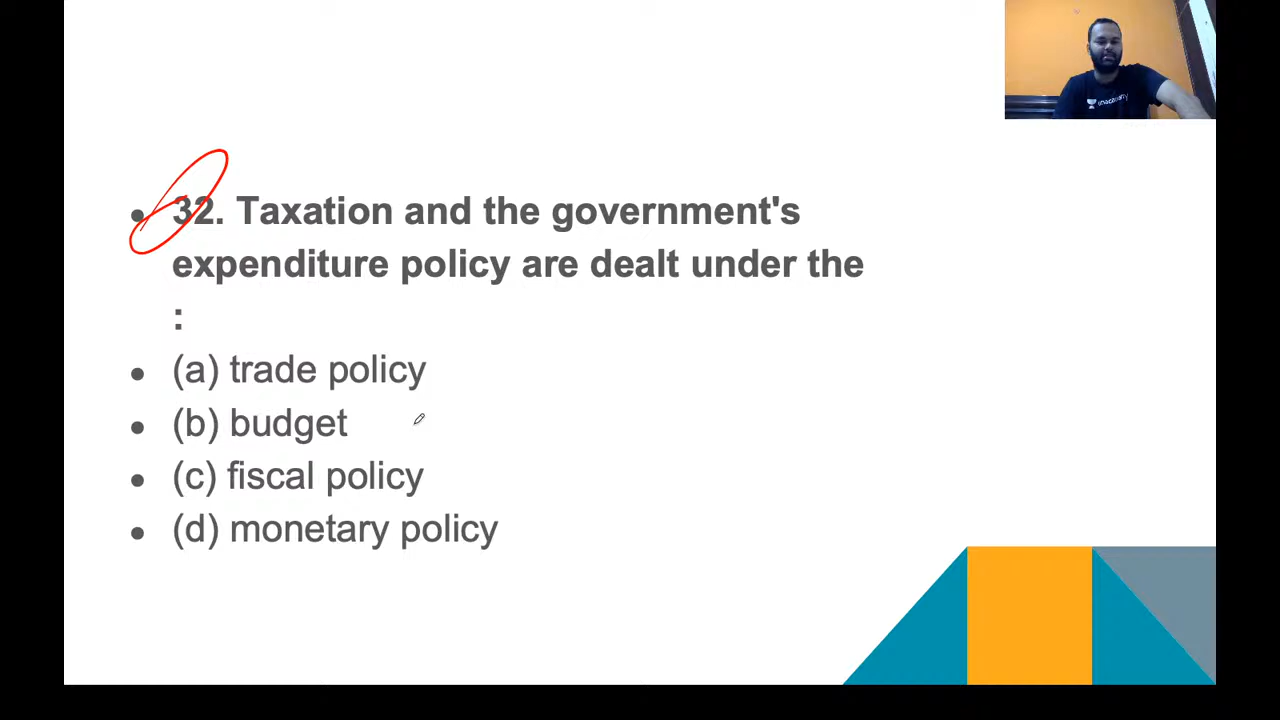 32. Taxation and the government's
expenditure policy are dealt under the
:
(a) trade policy
(b) budget
(c) fiscal policy
(d) monetary policy